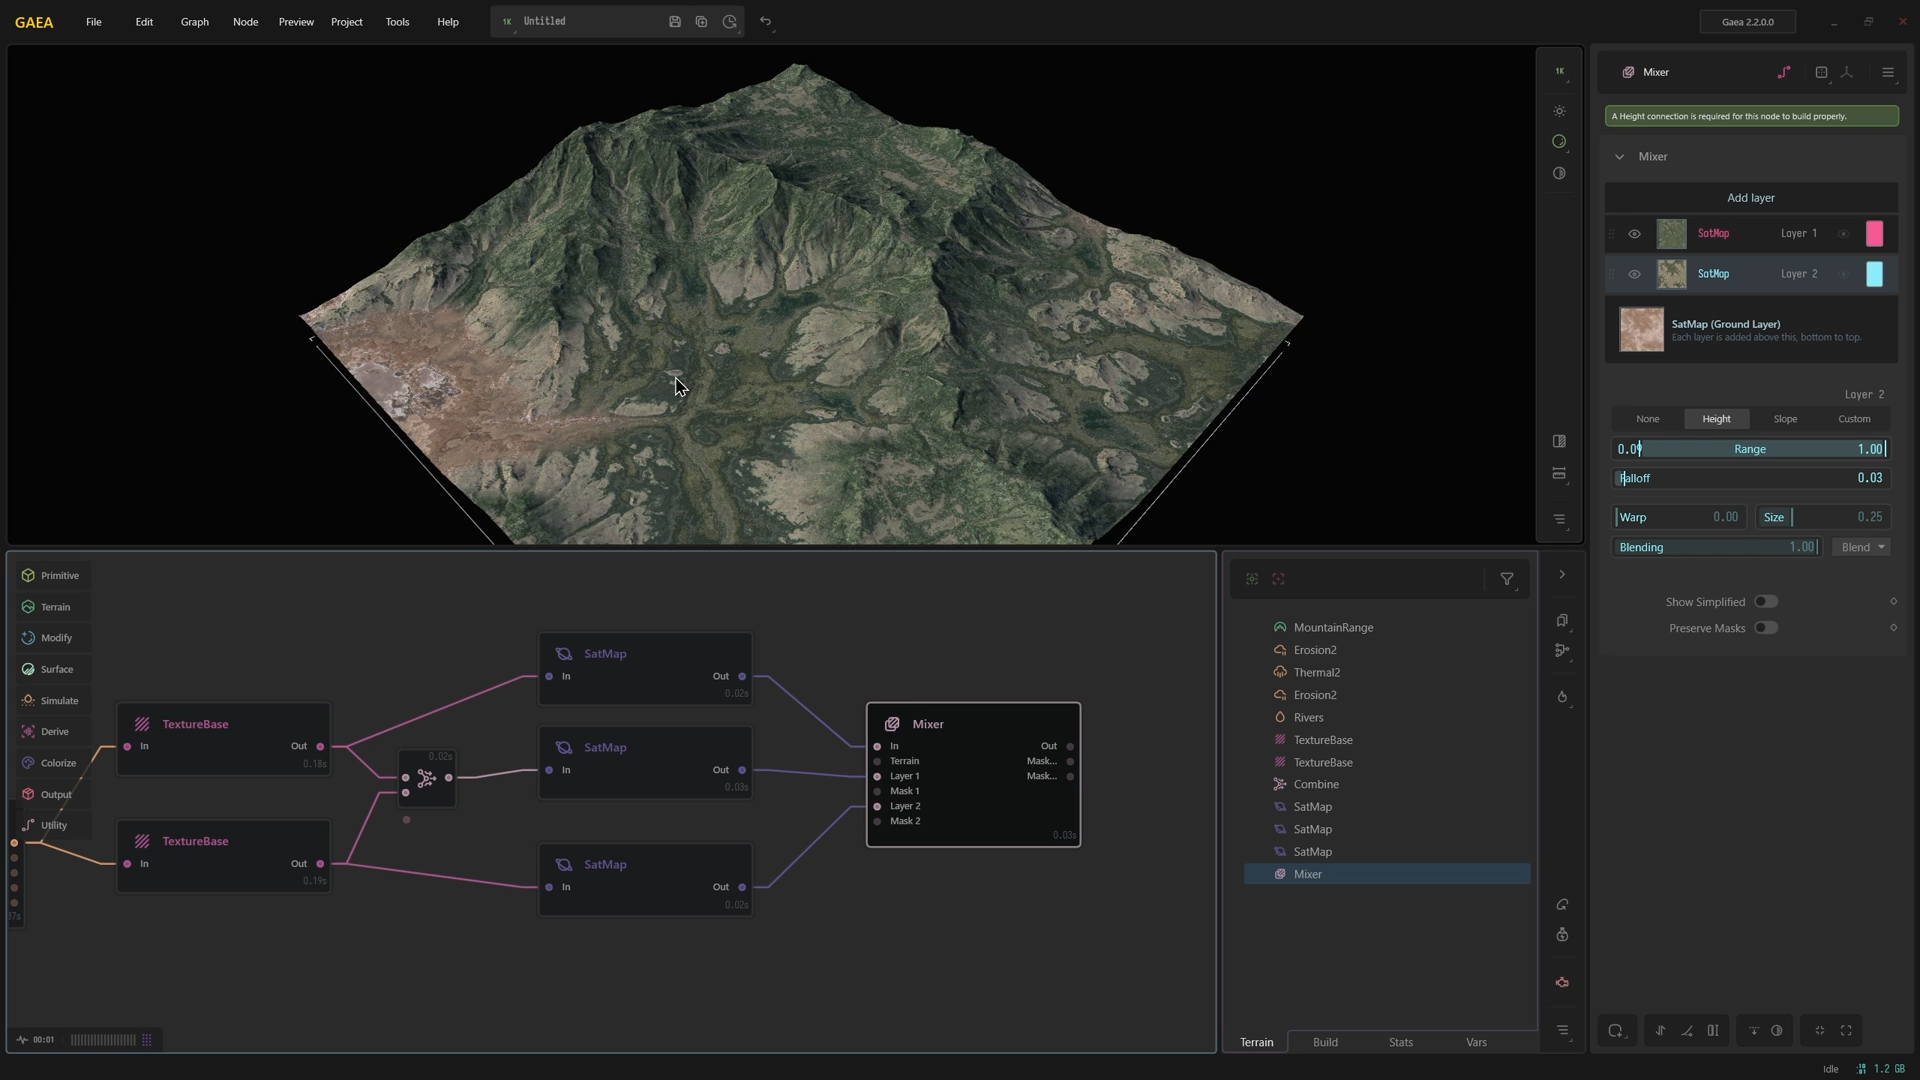 GAEA File Edit Graph Node Preview Project Tools Help 1K Untitled Gaea 2.2.0.0
1K
Mixer
A Height connection is required for this node to build properly.
Mixer
Add layer
SatMap Layer 1
SatMap Layer 2
SatMap (Ground Layer)
Each layer is added above this, bottom to top.
Layer 2
None Height Slope Custom
0.09 Range 1.00
Falloff 0.03
Warp 0.00 Size 0.25
Blending 1.00 Blend
Show Simplified
Preserve Masks
Primitive
Terrain
Modify
Surface
Simulate
Derive
Colorize
Output
Utility
TextureBase
In Out
0.18s
TextureBase
In Out
0.19s
0.02s
SatMap
In Out
0.02s
SatMap
In Out
0.03s
SatMap
In Out
0.02s
Mixer
In Out
Terrain Mask...
Layer 1 Mask...
Mask 1
Layer 2
Mask 2
0.03s
00:01
MountainRange
Erosion2
Thermal2
Erosion2
Rivers
TextureBase
TextureBase
Combine
SatMap
SatMap
SatMap
Mixer
Terrain Build Stats Vars
Idle 1.2 GB